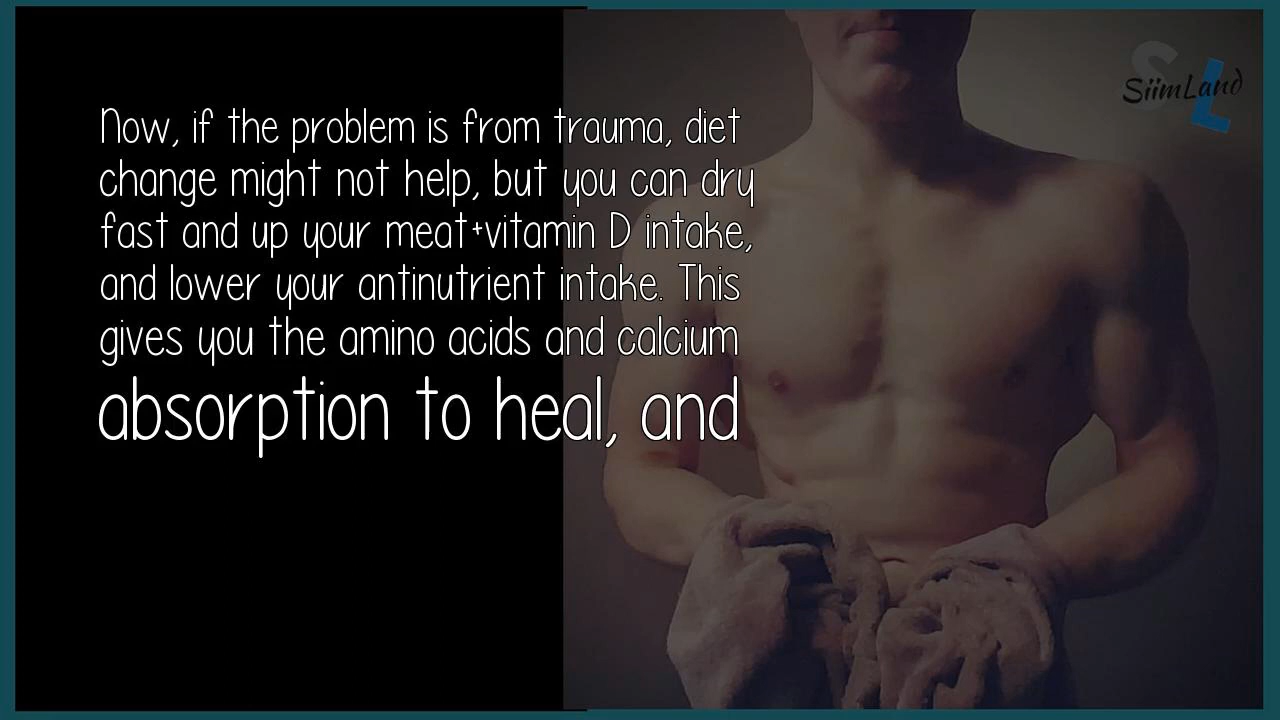 SiimLand
SL
Now, if the problem is from trauma, diet
change might not help, but you can dry
fast and up your meat+vitamin D intake,
and lower your antinutrient intake. This
gives you the amino acids and calcium
absorption to heal, and